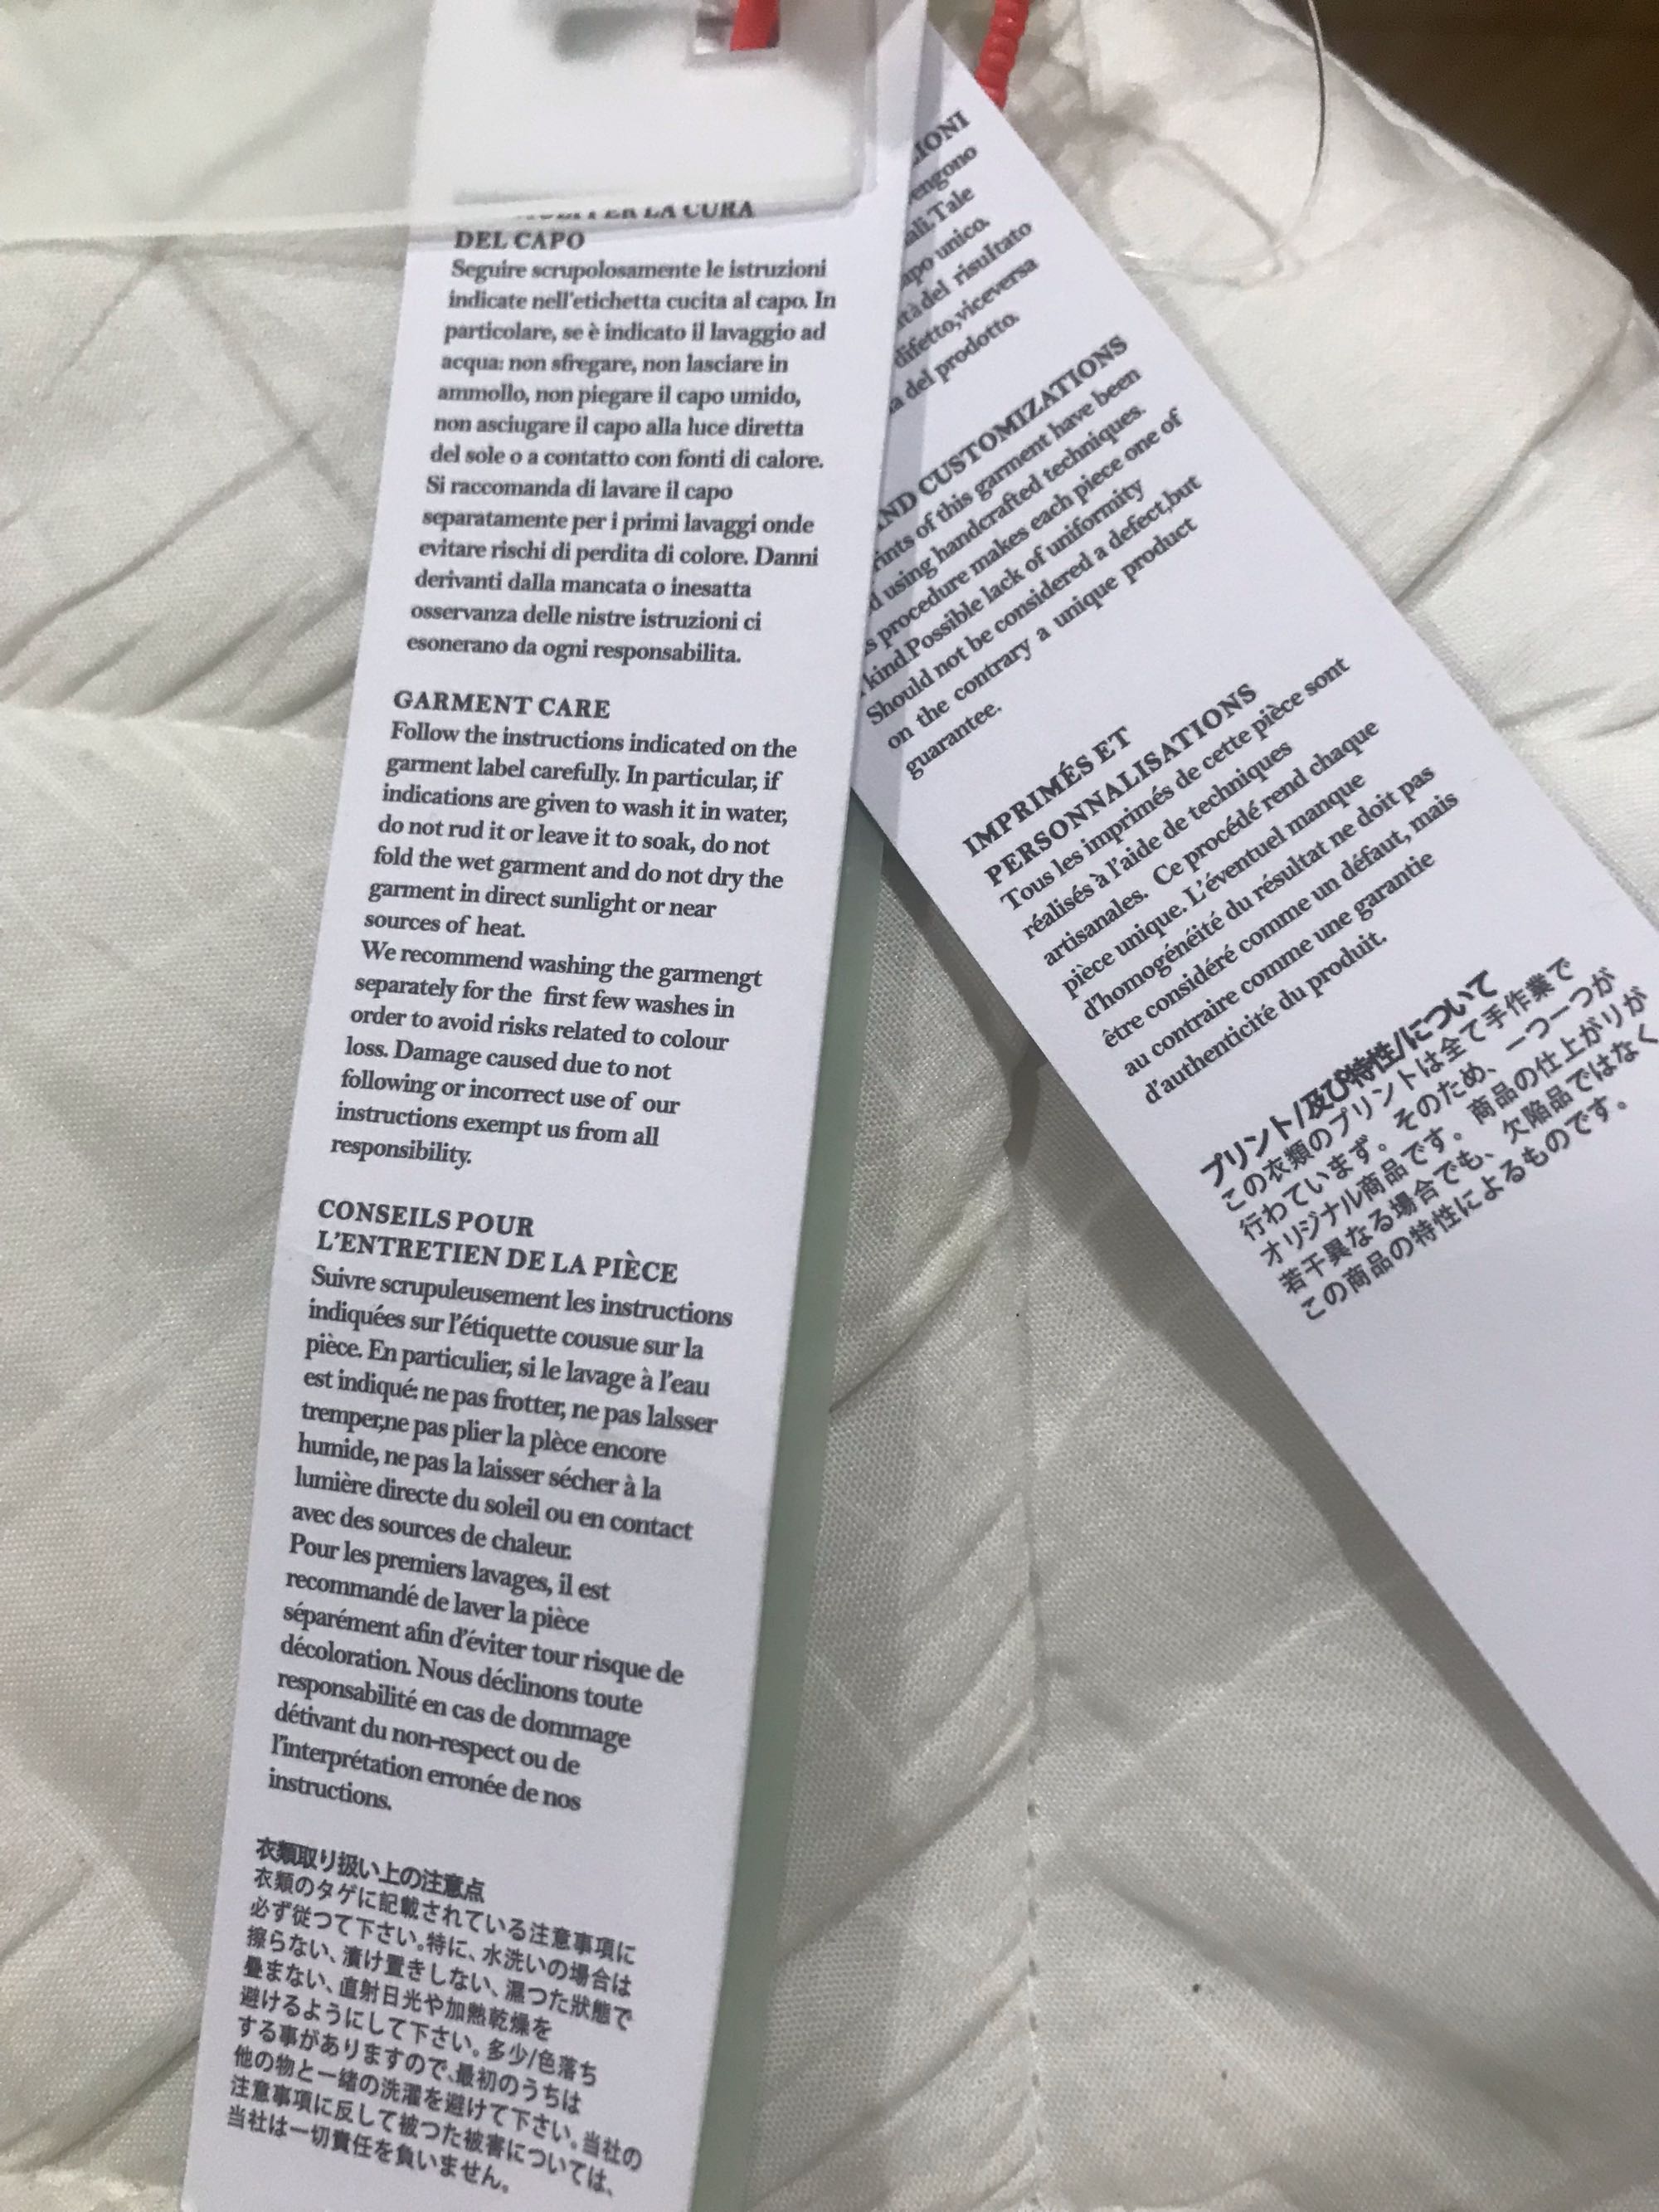 LA CURA
DEL CAPO
Seguire scrupolosamente le istruzioni
indicate nell'etichetta cucita al capo. In
particolare, se è indicato il lavaggio ad
acqua: non sfregare, non lasciare in
ammollo, non piegare il capo umido,
non asciugare il capo alla luce diretta
del sole o a contatto con fonti di calore.
Si raccomanda di lavare il capo
separatamente per i primi lavaggi onde
evitare rischi di perdita di colore. Danni
derivanti dalla mancata o inesatta
osservanza delle nistre istruzioni ci
esonerano da ogni responsabilita.
GARMENT CARE
Follow the instructions indicated on the
garment label carefully. In particular, if
indications are given to wash it in water,
do not rud it or leave it to soak, do not
fold the wet garment and do not dry the
garment in direct sunlight or near
sources of heat.
We recommend washing the garmengt
separately for the first few washes in
order to avoid risks related to colour
loss. Damage caused due to not
following or incorrect use of our
instructions exempt us from all
responsibility.
CONSEILS POUR
L'ENTRETIEN DE LA PIÈCE
Suivre scrupuleusement les instructions
indiquées sur l'étiquette cousue sur la
pièce. En particulier, si le lavage à l'eau
est indiqué: ne pas frotter, ne pas lalsser
tremper,ne pas plier la plèce encore
humide, ne pas la laisser sécher à la
lumière directe du soleil ou en contact
avec des sources de chaleur.
Pour les premiers lavages, il est
recommandé de laver la pièce
séparément afin d'éviter tour risque de
décoloration. Nous déclinons toute
responsabilité en cas de dommage
détivant du non-respect ou de
l'interprétation erronée de nos
instructions.
衣類取り扱い上の注意点
衣類のタゲに記載されている注意事項に
必ず従つて下さい。特に、水洗いの場合は
擦らない、漬け置きしない、濕つた狀態で
畳まない、直射日光や加熱乾燥を
避けるようにして下さい。多少/色落ち
する事がありますので、最初のうちは
他の物と一緒の洗濯を避けて下さい。当社の
注意事項に反して被つた被害については、
当社は一切責任を負いません。
IONI
engono
ali. Tale
apo unico.
tà del risultato
difetto,viceversa
a del prodotto.
AND CUSTOMIZATIONS
rints of this garment have been
d using handcrafted techniques.
s procedure makes each piece one of
kind.Possible lack of uniformity
Should not be considered a defect,but
on the contrary a unique product
guarantee.
IMPRIMÉS ET
PERSONNALISATIONS
Tous les imprimés de cette pièce sont
réalisés à l'aide de techniques
artisanales. Ce procédé rend chaque
pièce unique. L'éventuel manque
d'homogénéité du résultat ne doit pas
être considéré comme un défaut, mais
au contraire comme une garantie
d'authenticité du produit.
プリント/及び特性/について
この衣類のプリントは全て手作業で
行わています。そのため、一つ一つが
オリジナル商品です。商品の仕上がりが
若干異なる場合でも、欠陥品ではなく
この商品の特性によるものです。